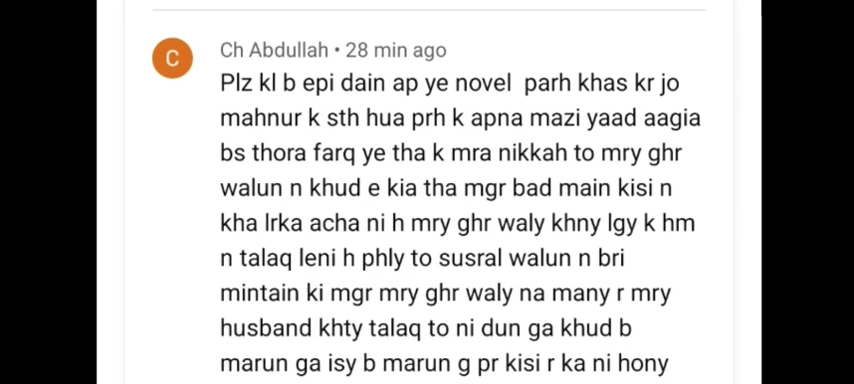 C
Ch Abdullah • 28 min ago
Plz kl b epi dain ap ye novel parh khas kr jo
mahnur k sth hua prh k apna mazi yaad aagia
bs thora farq ye tha k mra nikkah to mry ghr
walun n khud e kia tha mgr bad main kisi n
kha lrka acha ni h mry ghr waly khny lgy k hm
n talaq leni h phly to susral walun n bri
mintain ki mgr mry ghr waly na many r mry
husband khty talaq to ni dun ga khud b
marun ga isy b marun g pr kisi r ka ni hony